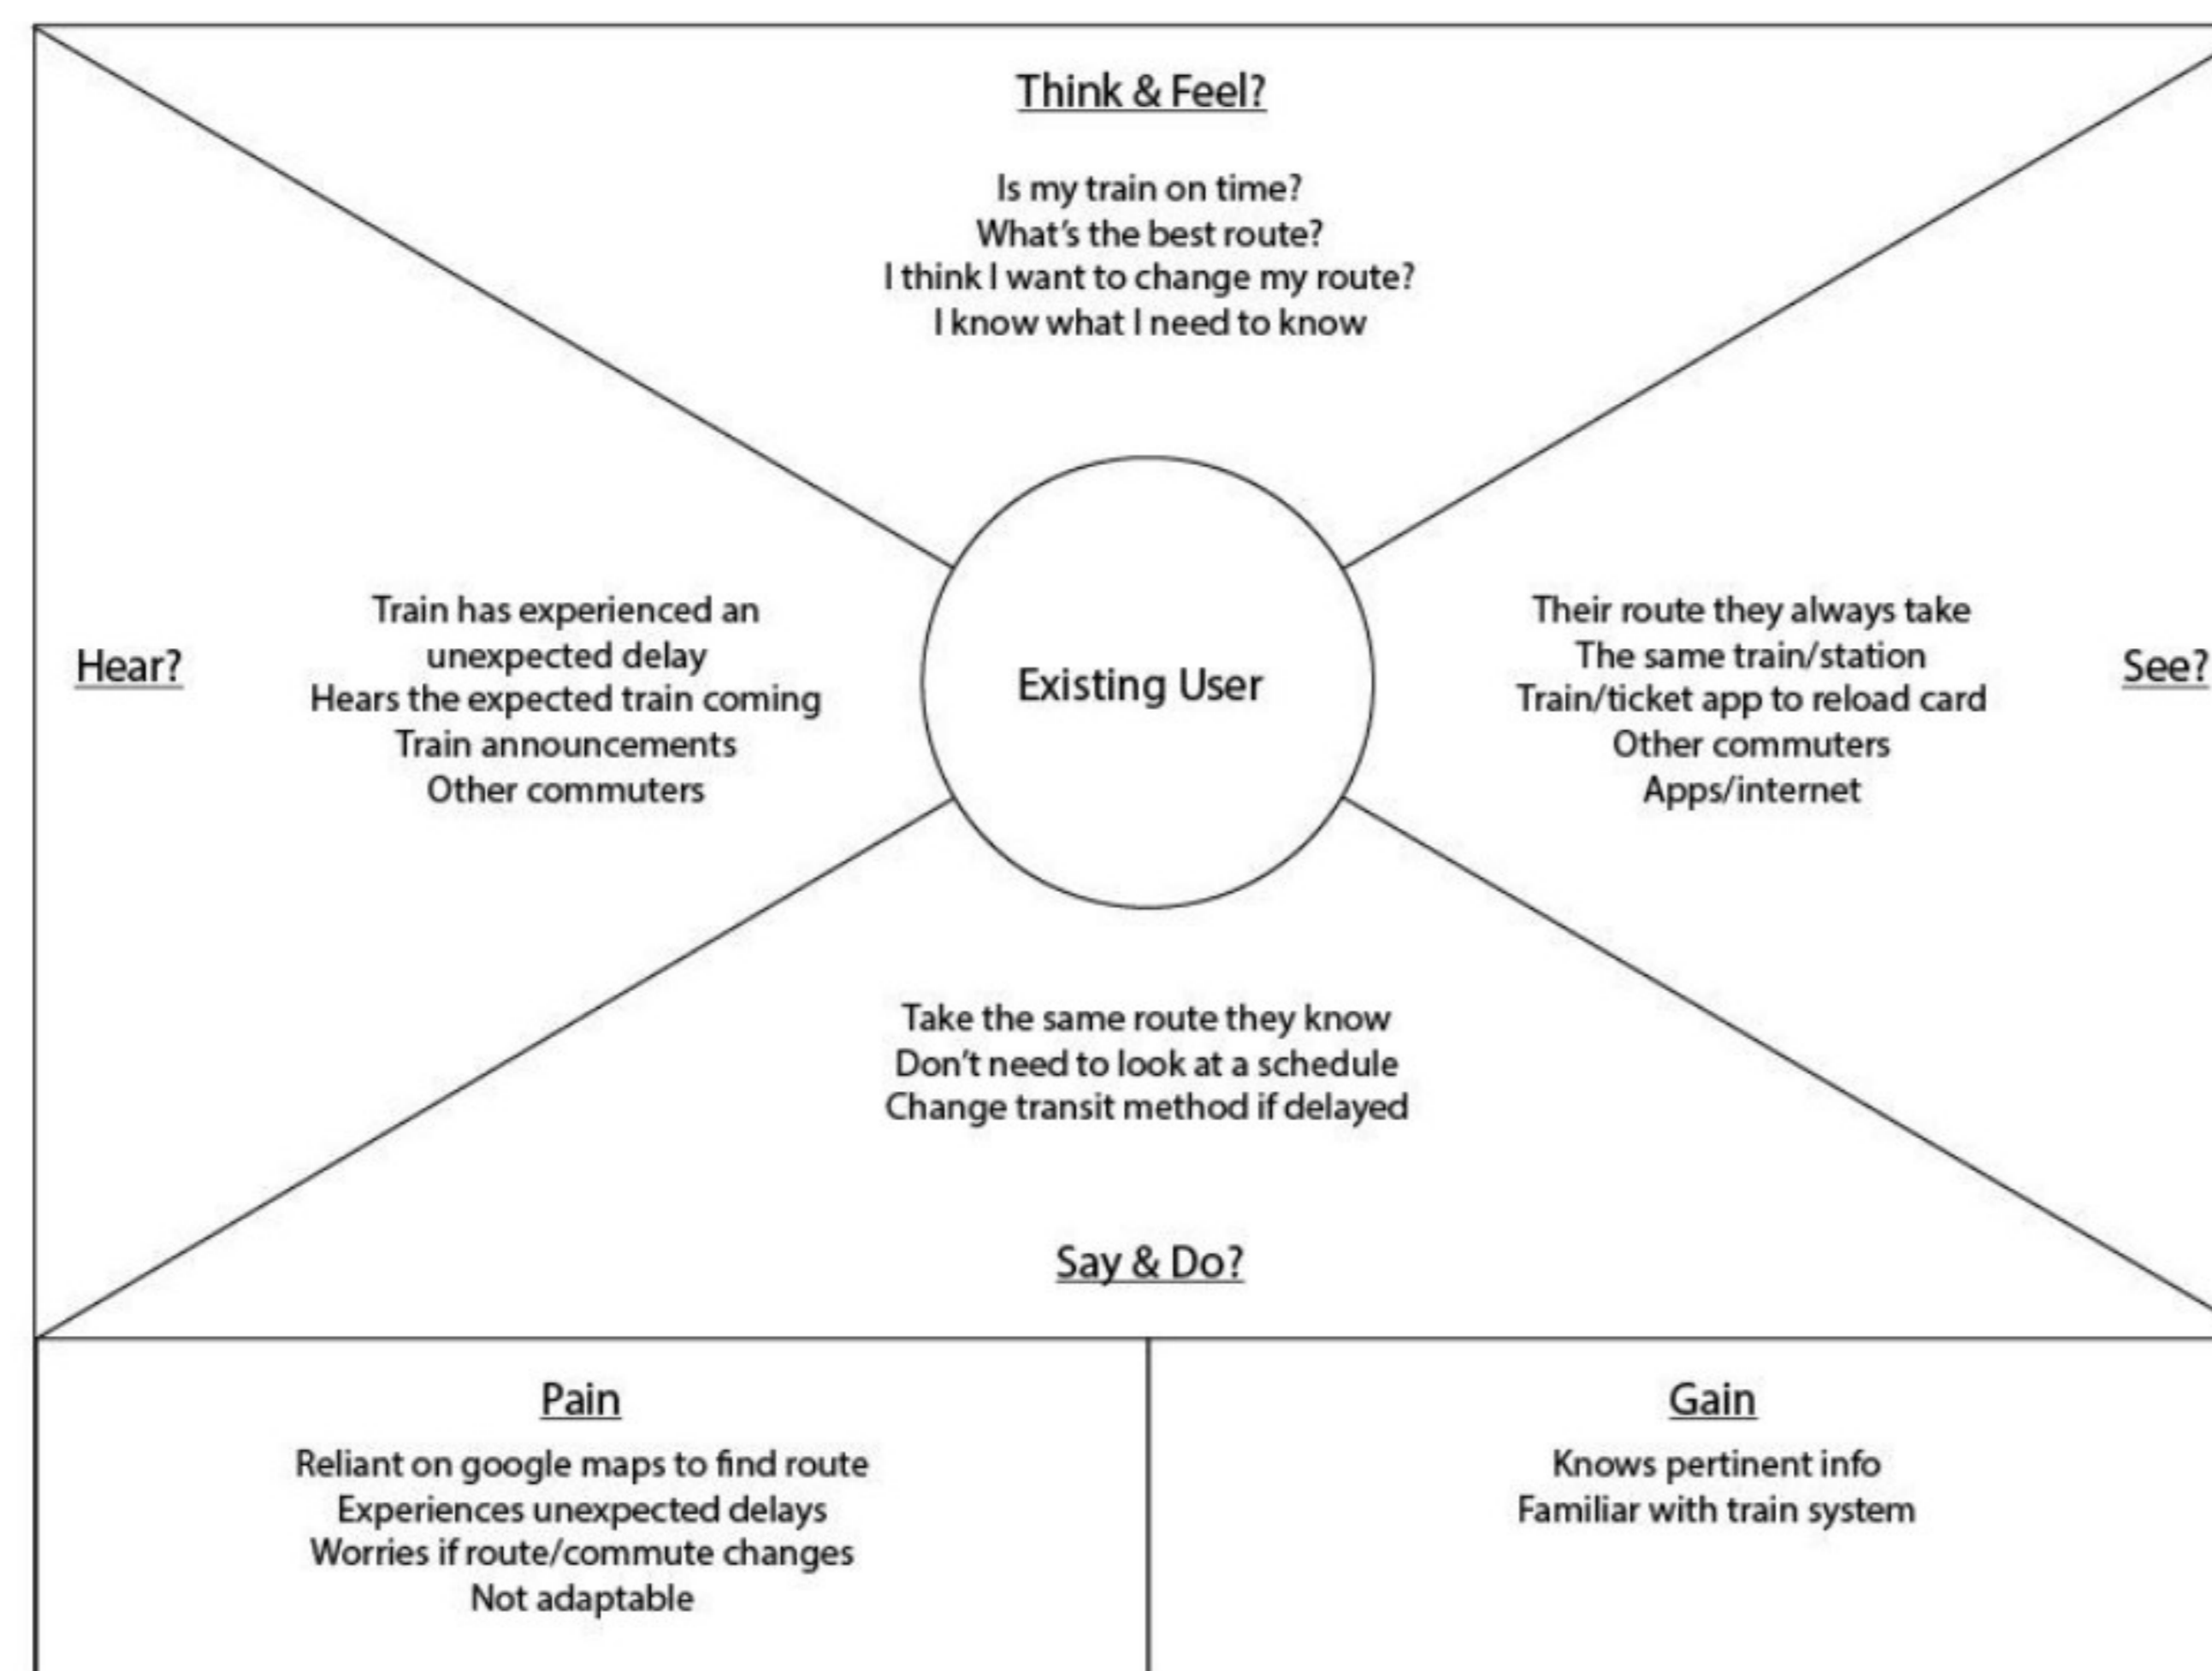 Think & Feel?
Is my train on time?
What's the best route?
I think I want to change my route?
I know what I need to know
Hear?
Train has experienced an
unexpected delay
Hears the expected train coming
Train announcements
Other commuters
Existing User
Their route they always take
The same train/station
Train/ticket app to reload card
Other commuters
Apps/internet
See?
Take the same route they know
Don't need to look at a schedule
Change transit method if delayed
Say & Do?
Pain
Reliant on google maps to find route
Experiences unexpected delays
Worries if route/commute changes
Not adaptable
Gain
Knows pertinent info
Familiar with train system